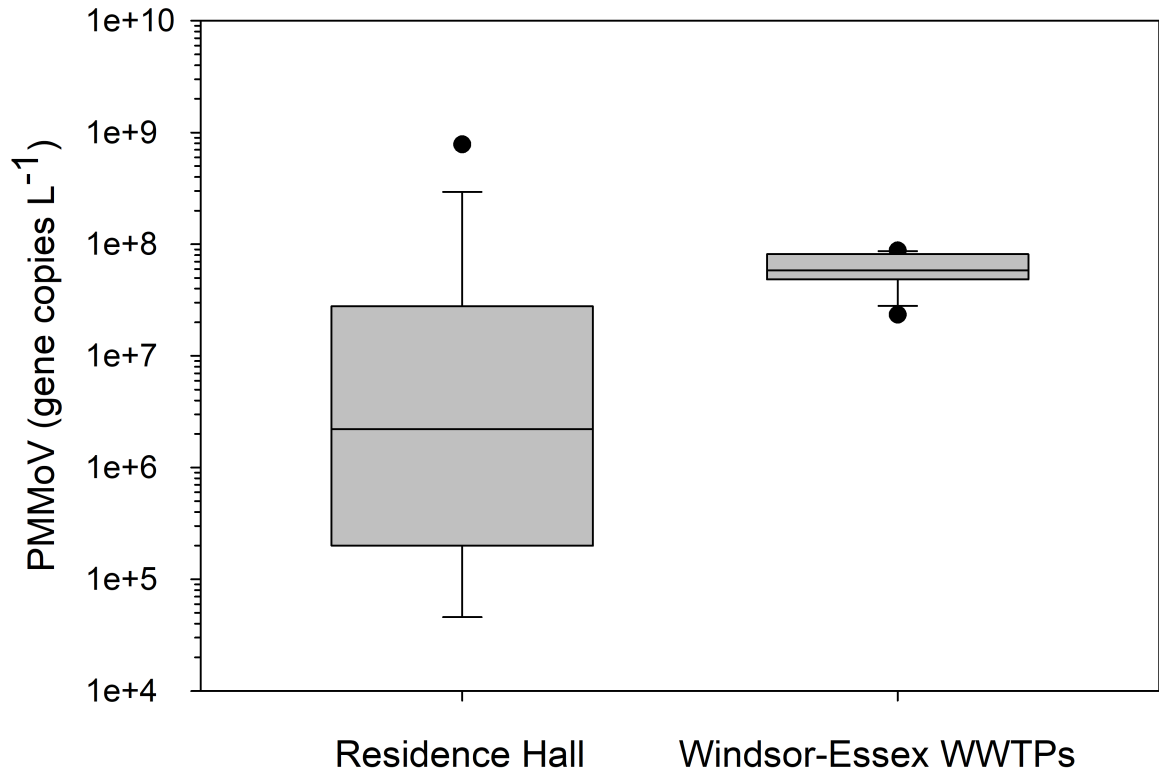 PMMoV (gene copies L-1)
1e+10
1e+9
1e+8
1e+7
1e+6
1e+5
1e+4
Residence Hall
Windsor-Essex WWTPs